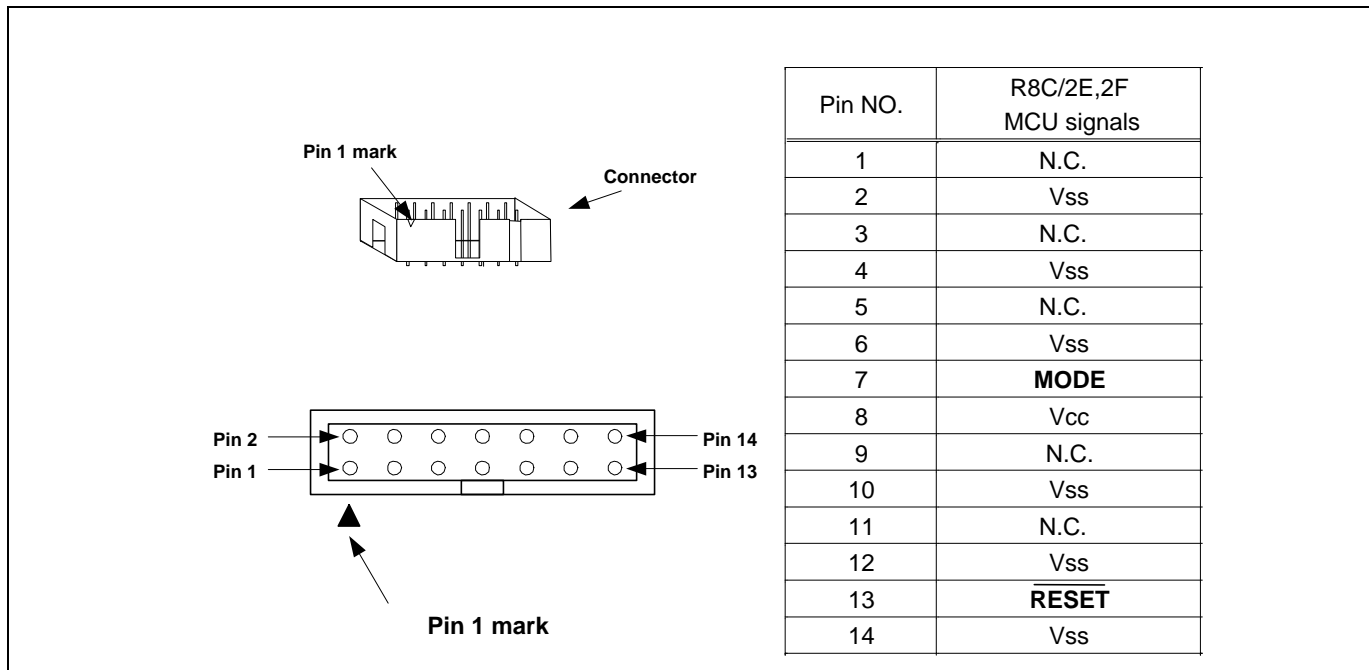 Pin 1 mark
Connector
Pin 2
Pin 14
Pin 1
Pin 13
Pin 1 mark
Pin NO. R8C/2E,2F
MCU signals
1 N.C.
2 Vss
3 N.C.
4 Vss
5 N.C.
6 Vss
7 MODE
8 Vcc
9 N.C.
10 Vss
11 N.C.
12 Vss
13 RESET
14 Vss